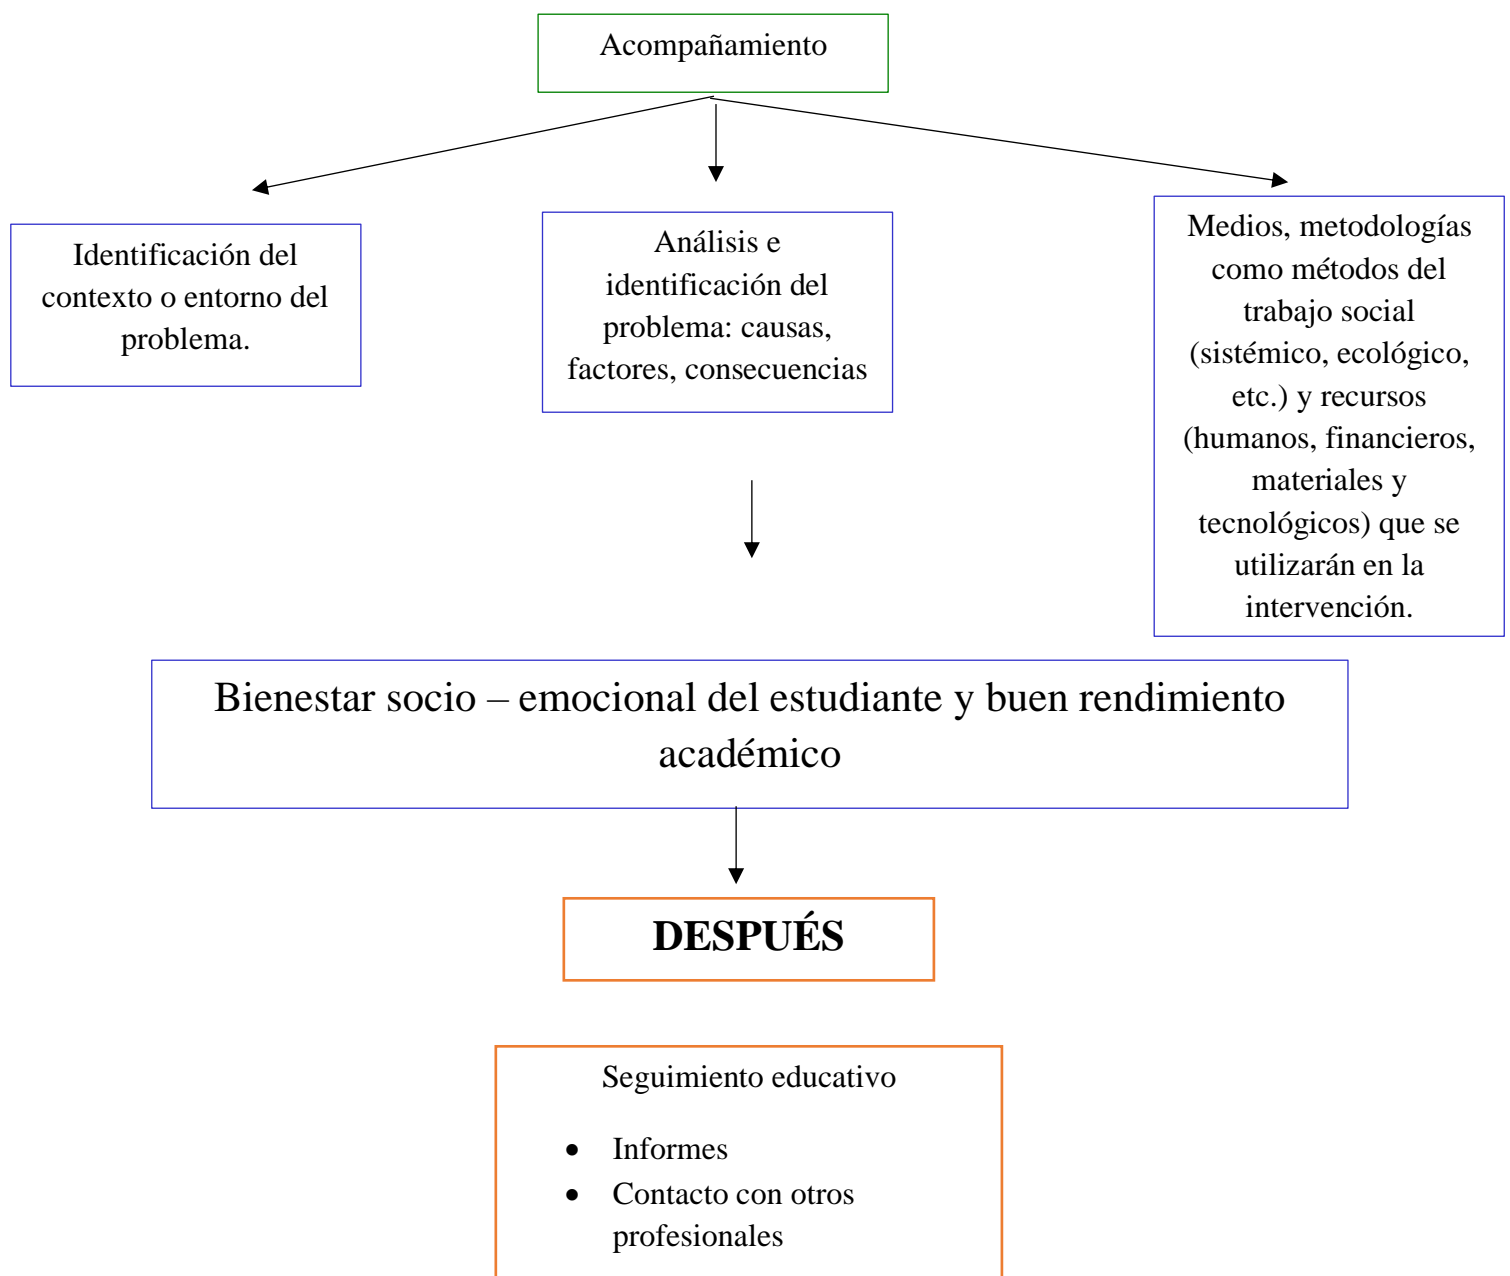 Acompañamiento
Identificación del
contexto o entorno del
problema.
Análisis e
identificación del
problema: causas,
factores, consecuencias
Medios, metodologías
como métodos del
trabajo social
(sistémico, ecológico,
etc.) y recursos
(humanos, financieros,
materiales y
tecnológicos) que se
utilizarán en la
intervención.
Bienestar socio – emocional del estudiante y buen rendimiento
académico
DESPUÉS
Seguimiento educativo
• Informes
• Contacto con otros
profesionales